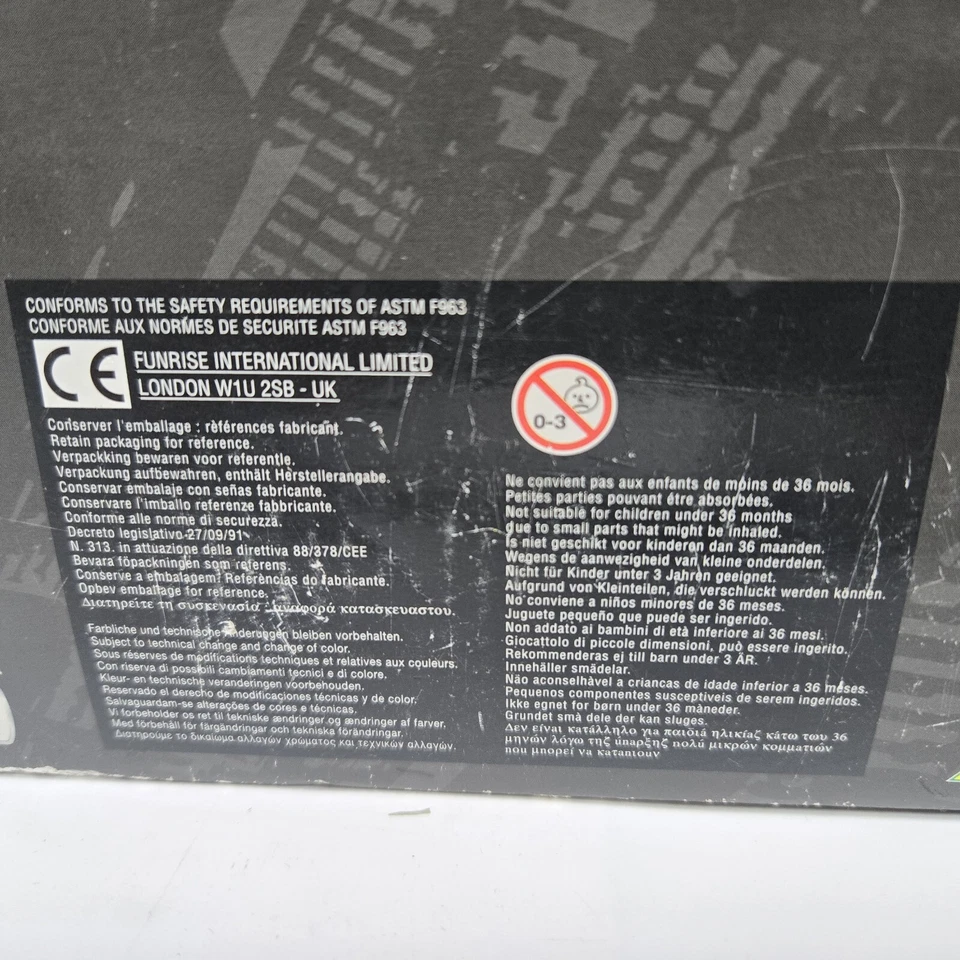 CONFORMS TO THE SAFETY REQUIREMENTS OF ASTM F963
CONFORME AUX NORMES DE SECURITE ASTM F963
CE
FUNRISE INTERNATIONAL LIMITED
LONDON W1U 2SB - UK
Conserver l'emballage : rèférences fabricant.
Retain packaging for reference.
Verpackking bewaren voor referentle.
Verpackung aufbewahren, enthält Herstellerangabe.
Conservar embalaje con señas fabricante.
Conservare l'imballo referenze fabbricante.
Conforme alle norme di securezza.
Decreto legislativo 27/09/91
N. 313. in attuazione della direttiva 88/378/CEE
Bevara föpackningen som referens.
Conserve a embalagem? Referências do fabricante.
Opbev emballage for reference.
Διατηρείτε τη συσκευασία : αναφορά κατασκευαστου.
Farbliche und technische Änderungen bleiben vorbehalten.
Subject to technical change and change of color.
Sous réserves de modifications techniques et relatives aux couleurs.
Con riserva di possibili cambiamenti tecnici e di colore.
Kleur- en technische veranderingen voorbehouden.
Reservado el derecho de modificaciones técnicas y de color.
Salvaguardam-se alterações de córes e técnicas.
Vi forbeholder os ret til tekniske ændringer og ændringer af farver.
Med förbehåll för färgändringar och tekniska förändringar.
Διατηρούμε το δικαίωμα αλλαγών χρώματος και τεχνικών αλλαγών.
0-3
Ne convient pas aux enfants de moins de 36 mois.
Petites parties pouvant étre absorbées.
Not suitable for children under 36 months
due to small parts that might be inhaled.
Is niet geschikt voor kinderen dan 36 maanden.
Wegens de aanwezigheid van kleine onderdelen.
Nicht für Kinder unter 3 Jahren geeignet.
Aufgrund von Kleinteilen, die verschluckt werden können.
No conviene a niños minores de 36 meses.
Juguete pequeño que puede ser ingerido.
Non addato ai bambini di età inferiore ai 36 mesi.
Giocattolo di piccole dimensioni, può essere ingerito.
Rekommenderas ej till barn under 3 ÅR.
Innehäller smådelar.
Não aconselhável a criancas de idade inferior a 36 meses.
Pequenos componentes susceptiveis de serem ingeridos.
Ikke egnet for børn under 36 måneder.
Grundet små dele der kan sluges.
Δεν είναι κατάλληλο για παιδιά ηλικίαζ κάτω των 36
μηνών λόγω τηζ υπαρξηζ πολύ μικρών κομματιών
που μπορεί να καταπιουν